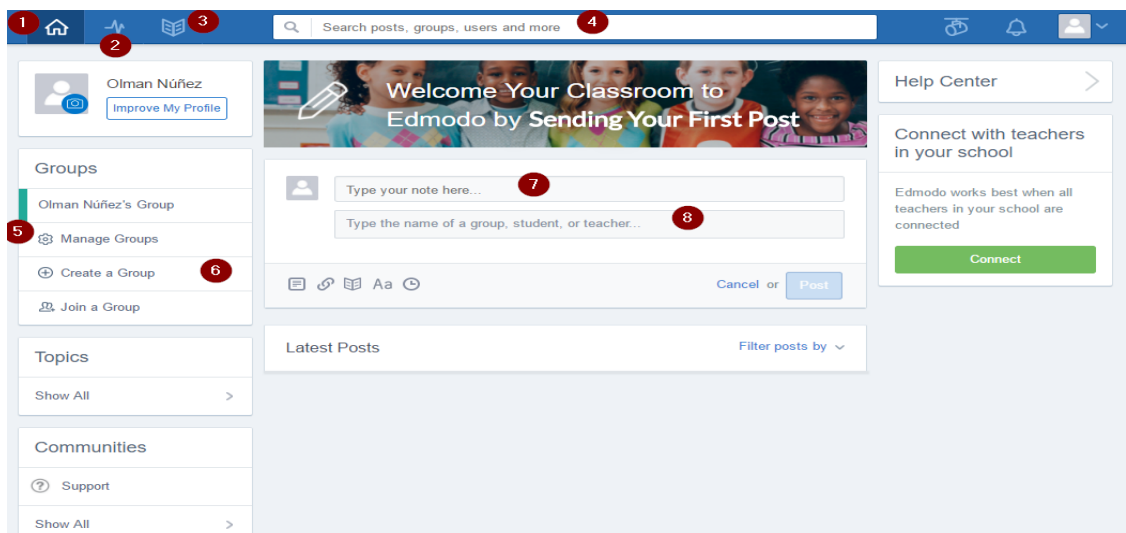 1
2
3
Search posts, groups, users and more
4
Olman Núñez
Improve My Profile
Groups
Olman Núñez's Group
5
Manage Groups
Create a Group
6
Join a Group
Topics
Show All
Communities
Support
Show All
Welcome Your Classroom to
Edmodo by Sending Your First Post
Type your note here...
7
Type the name of a group, student, or teacher...
8
Aa
Cancel or Post
Latest Posts
Filter posts by
Help Center
Connect with teachers
in your school
Edmodo works best when all
teachers in your school are
connected
Connect